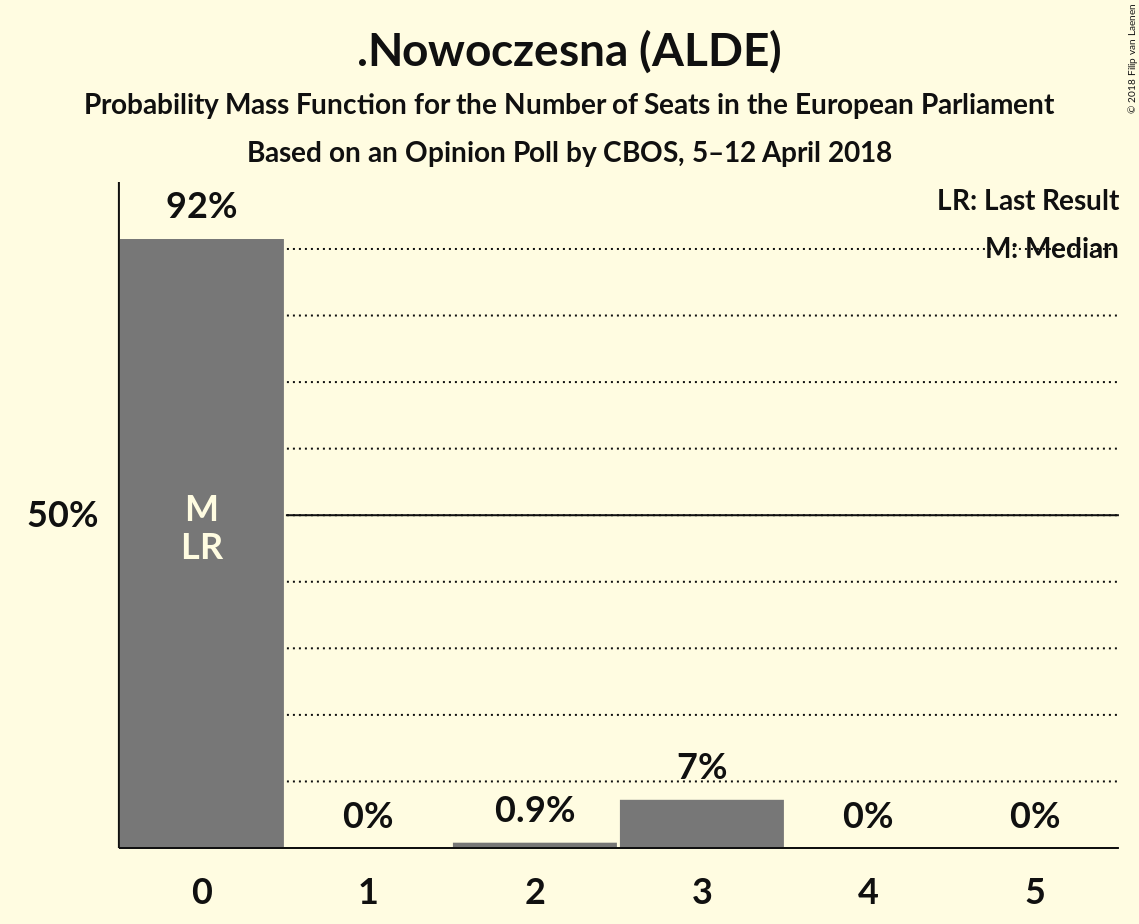 .Nowoczesna (ALDE)
Probability Mass Function for the Number of Seats in the European Parliament
Based on an Opinion Poll by CBOS, 5–12 April 2018
© 2018 Filip van Laenen
LR: Last Result
M: Median
92%
50%
M
LR
0%
0.9%
7%
0%
0%
0
1
2
3
4
5